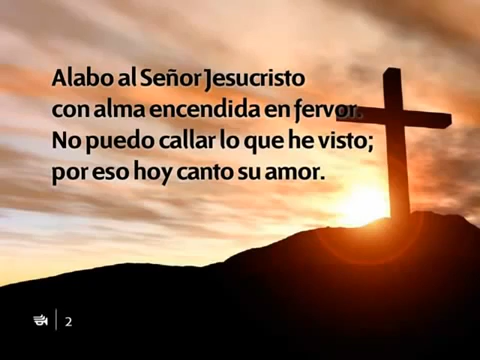 Alabo al Señor Jesucristo
con alma encendida en fervor.
No puedo callar lo que he visto;
por eso hoy canto su amor.
2